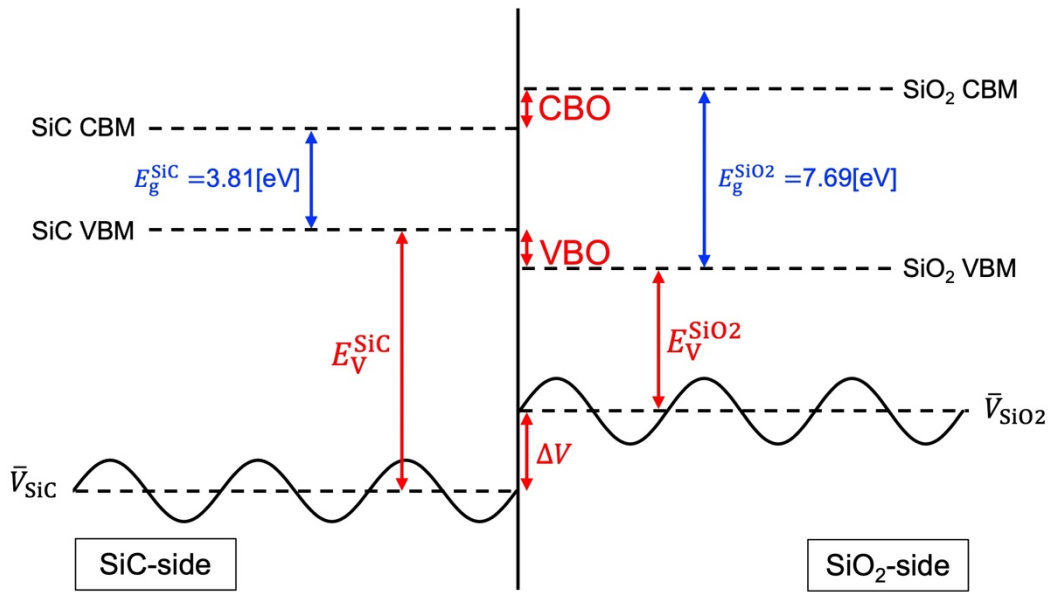 SiO₂ CBM
CBO
SiC CBM
E_g^SiC =3.81[eV]
E_g^SiO2 =7.69[eV]
SiC VBM
VBO
SiO₂ VBM
E_V^SiC
E_V^SiO2
V̄_SiO2
ΔV
V̄_SiC
SiC-side
SiO₂-side